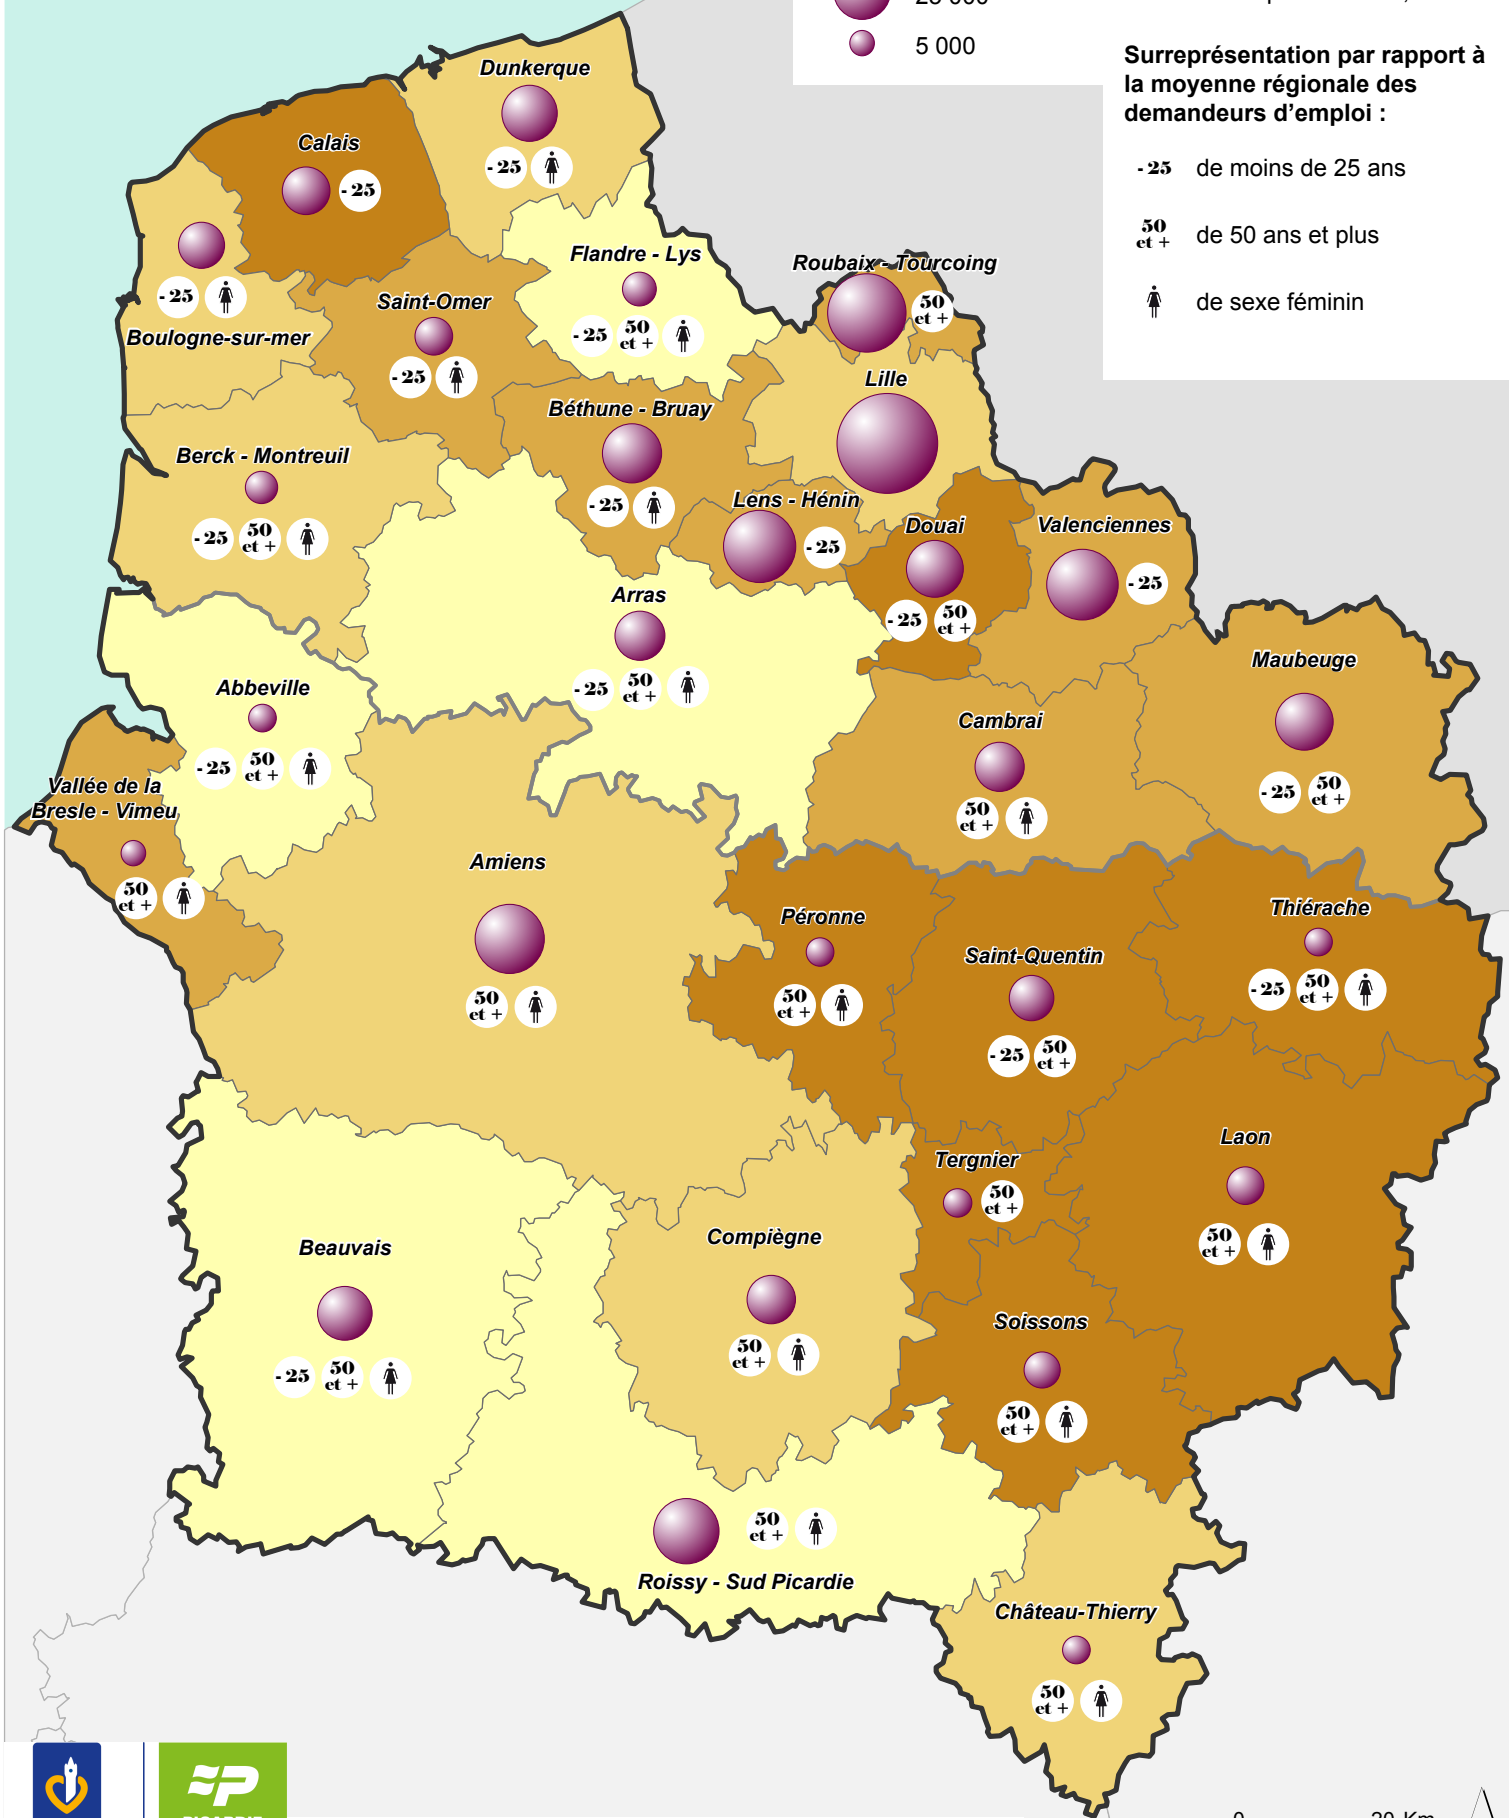 5 000
Surreprésentation par rapport à
la moyenne régionale des
demandeurs d'emploi :
- 25 de moins de 25 ans
50
et + de 50 ans et plus
de sexe féminin
Dunkerque
- 25
Calais
- 25
- 25
Boulogne-sur-mer
Flandre - Lys
- 25 50
et +
Saint-Omer
- 25
Roubaix - Tourcoing
50
et +
Lille
Béthune - Bruay
- 25
Berck - Montreuil
- 25 50
et +
Lens - Hénin
- 25
Douai
- 25 50
et +
Valenciennes
- 25
Arras
- 25 50
et +
Maubeuge
- 25 50
et +
Abbeville
- 25 50
et +
Cambrai
50
et +
Vallée de la
Bresle - Vimeu
50
et +
Amiens
50
et +
Péronne
50
et +
Saint-Quentin
- 25 50
et +
Thiérache
- 25 50
et +
Laon
50
et +
Tergnier
50
et +
Beauvais
- 25 50
et +
Compiègne
50
et +
Soissons
50
et +
50
et +
Roissy - Sud Picardie
Château-Thierry
50
et +